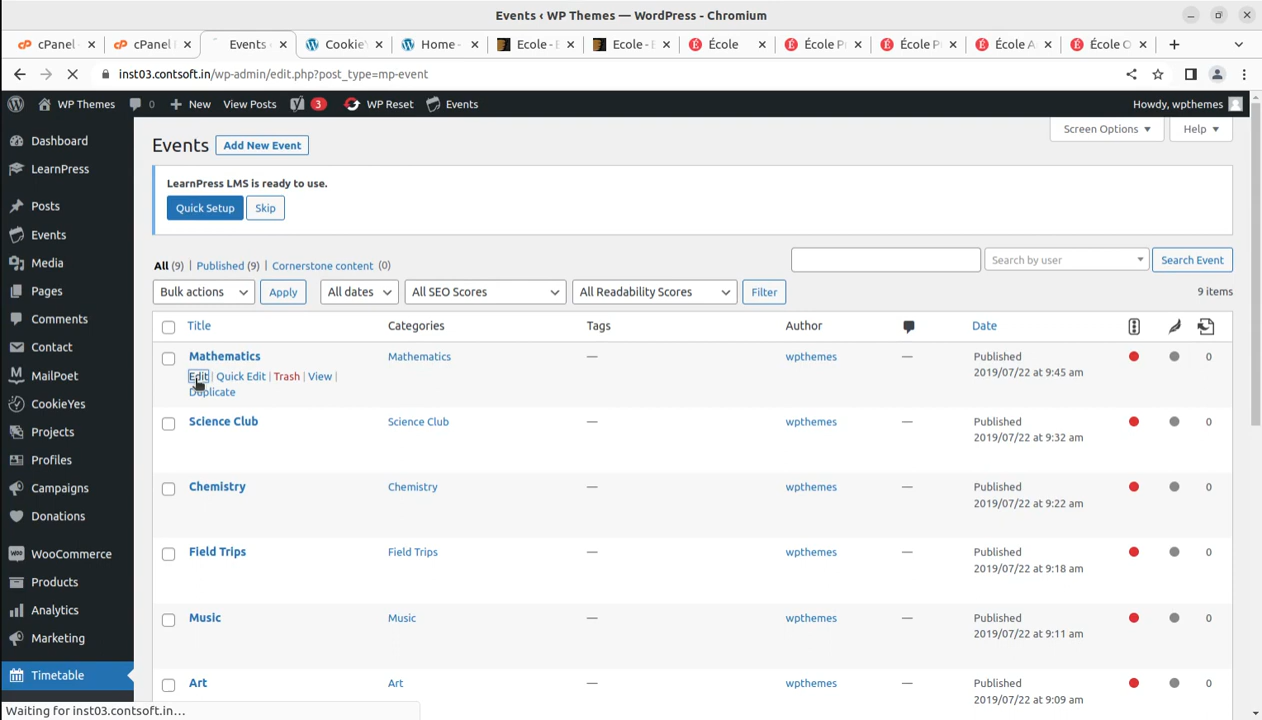 Events ‹ WP Themes — WordPress - Chromium
cPanel - cPanel Events ‹ Cookie Home - Ecole - E Ecole - E École École P École P École A École O
inst03.contsoft.in/wp-admin/edit.php?post_type=mp-event
WP Themes 0 New View Posts 3 WP Reset Events Howdy, wpthemes
Dashboard
LearnPress
Posts
Events
Media
Pages
Comments
Contact
MailPoet
CookieYes
Projects
Profiles
Campaigns
Donations
WooCommerce
Products
Analytics
Marketing
Timetable
Screen Options Help
Events Add New Event
LearnPress LMS is ready to use.
Quick Setup Skip
All (9) | Published (9) | Cornerstone content (0)
Search by user Search Event
Bulk actions Apply All dates All SEO Scores All Readability Scores Filter 9 items
Title Categories Tags Author Date
Mathematics Mathematics — wpthemes — Published 0
Edit | Quick Edit | Trash | View | 2019/07/22 at 9:45 am
Duplicate
Science Club Science Club — wpthemes — Published 0
2019/07/22 at 9:32 am
Chemistry Chemistry — wpthemes — Published 0
2019/07/22 at 9:22 am
Field Trips Field Trips — wpthemes — Published 0
2019/07/22 at 9:18 am
Music Music — wpthemes — Published 0
2019/07/22 at 9:11 am
Art Art — wpthemes — Published 0
2019/07/22 at 9:09 am
Waiting for inst03.contsoft.in...